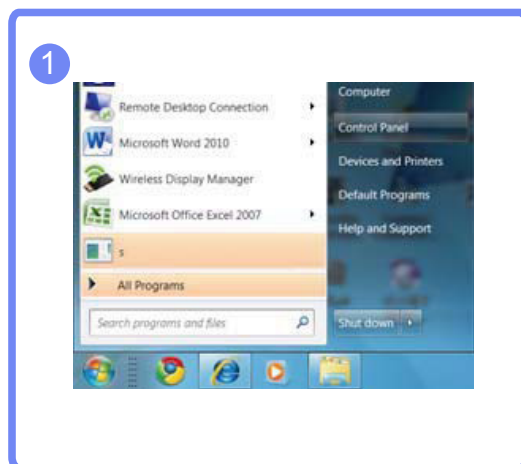 1
Remote Desktop Connection
Microsoft Word 2010
Wireless Display Manager
Microsoft Office Excel 2007
s
All Programs
Search programs and files
Computer
Control Panel
Devices and Printers
Default Programs
Help and Support
Shut down